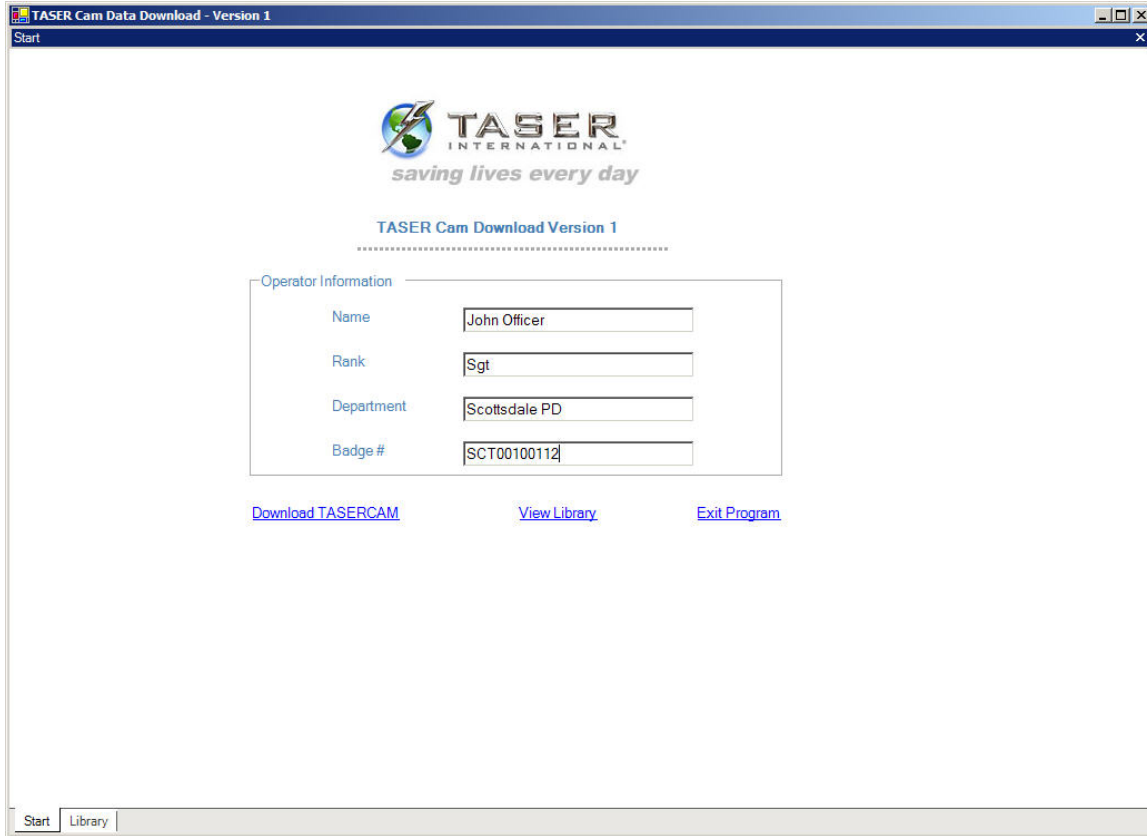 TASER Cam Data Download - Version 1
Start
TASER
INTERNATIONAL®
saving lives every day
TASER Cam Download Version 1
Operator Information
Name John Officer
Rank Sgt
Department Scottsdale PD
Badge # SCT00100112
Download TASERCAM View Library Exit Program
Start Library